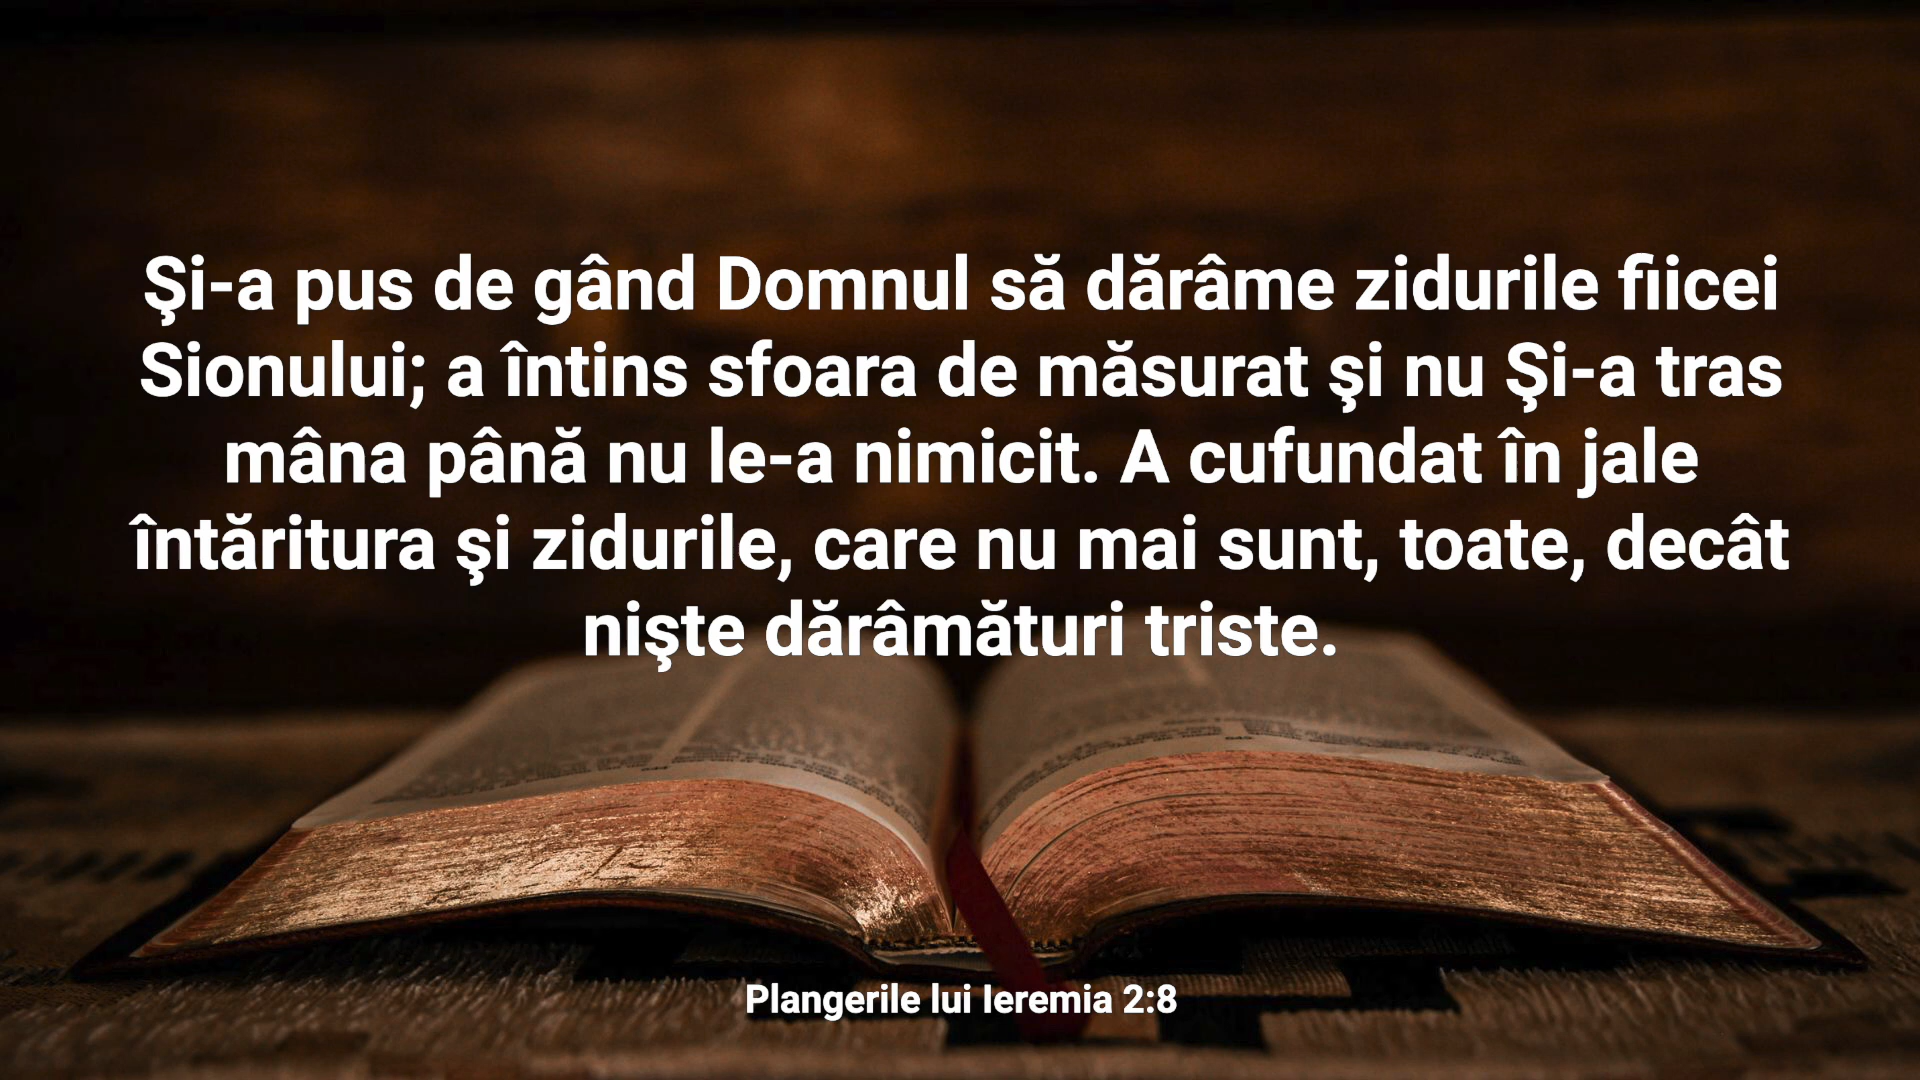 Şi-a pus de gând Domnul să dărâme zidurile fiicei
Sionului; a întins sfoara de măsurat şi nu Şi-a tras
mâna până nu le-a nimicit. A cufundat în jale
întăritura şi zidurile, care nu mai sunt, toate, decât
nişte dărâmături triste.
Plangerile lui Ieremia 2:8